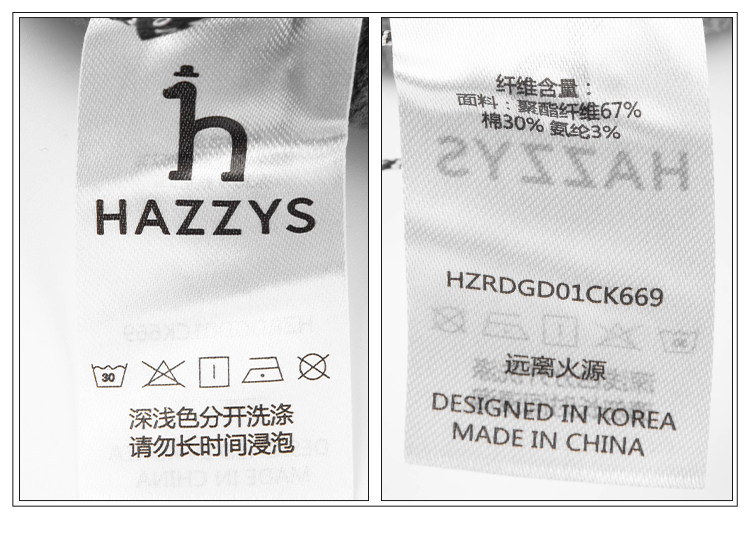 HAZZYS
30
深浅色分开洗涤
请勿长时间浸泡
纤维含量：
面料：聚酯纤维67%
棉30% 氨纶3%
HZRDGD01CK669
远离火源
DESIGNED IN KOREA
MADE IN CHINA